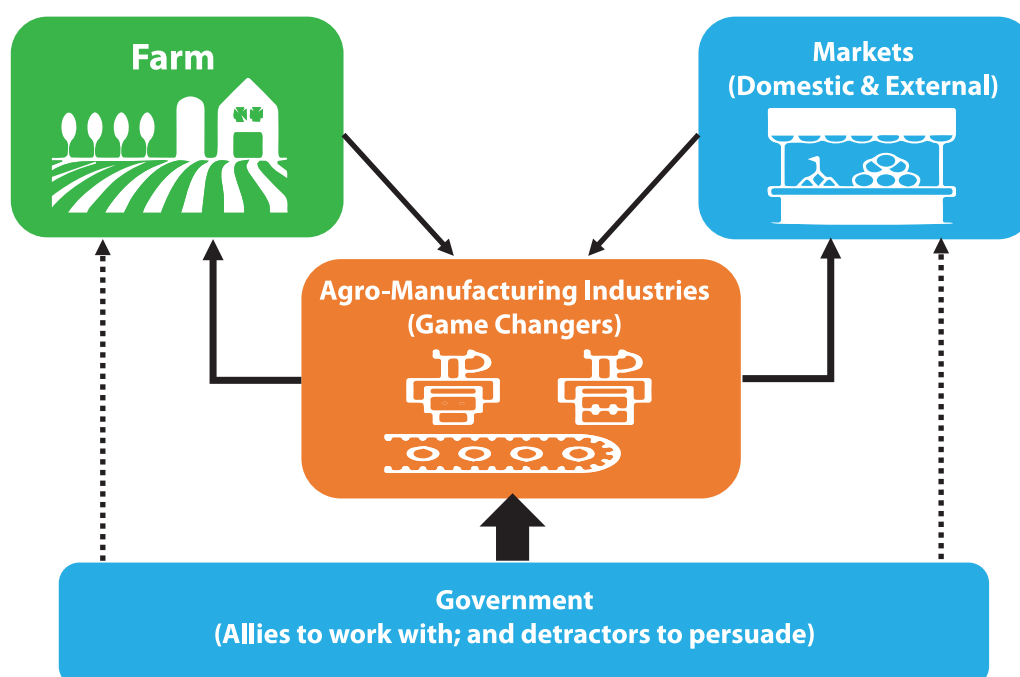 Farm
Markets
(Domestic & External)
Agro-Manufacturing Industries
(Game Changers)
Government
(Allies to work with; and detractors to persuade)